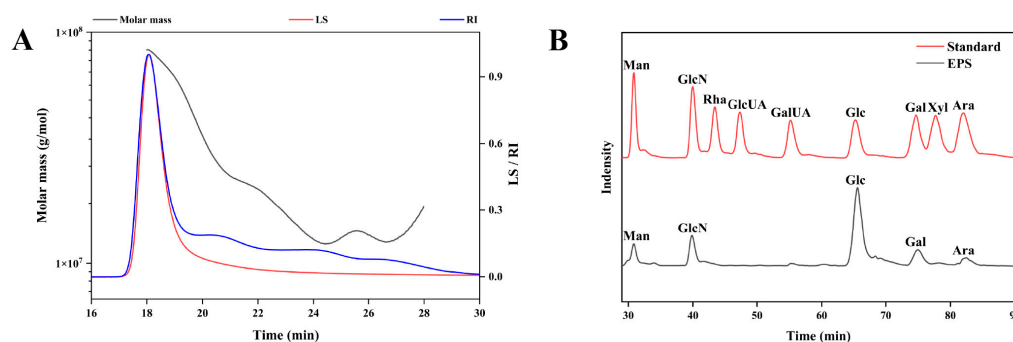 A
Molar mass LS RI
1×10⁸
1×10⁷
Molar mass (g/mol)
0.9
0.6
0.3
0.0
LS / RI
16 18 20 22 24 26 28 30
Time (min)
B
Standard
EPS
Man GlcN Rha GlcUA GalUA Glc Gal Xyl Ara
Man GlcN Glc Gal Ara
Indensity
30 40 50 60 70 80 90
Time (min)